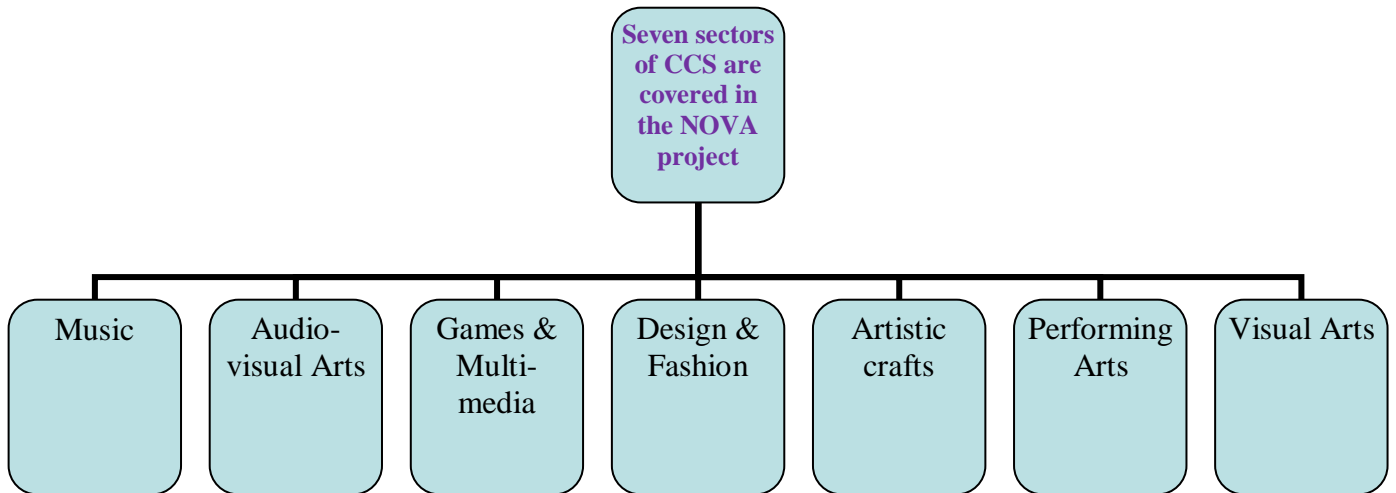 Seven sectors
of CCS are
covered in
the NOVA
project
Music
Audio-
visual Arts
Games &
Multi-
media
Design &
Fashion
Artistic
crafts
Performing
Arts
Visual Arts